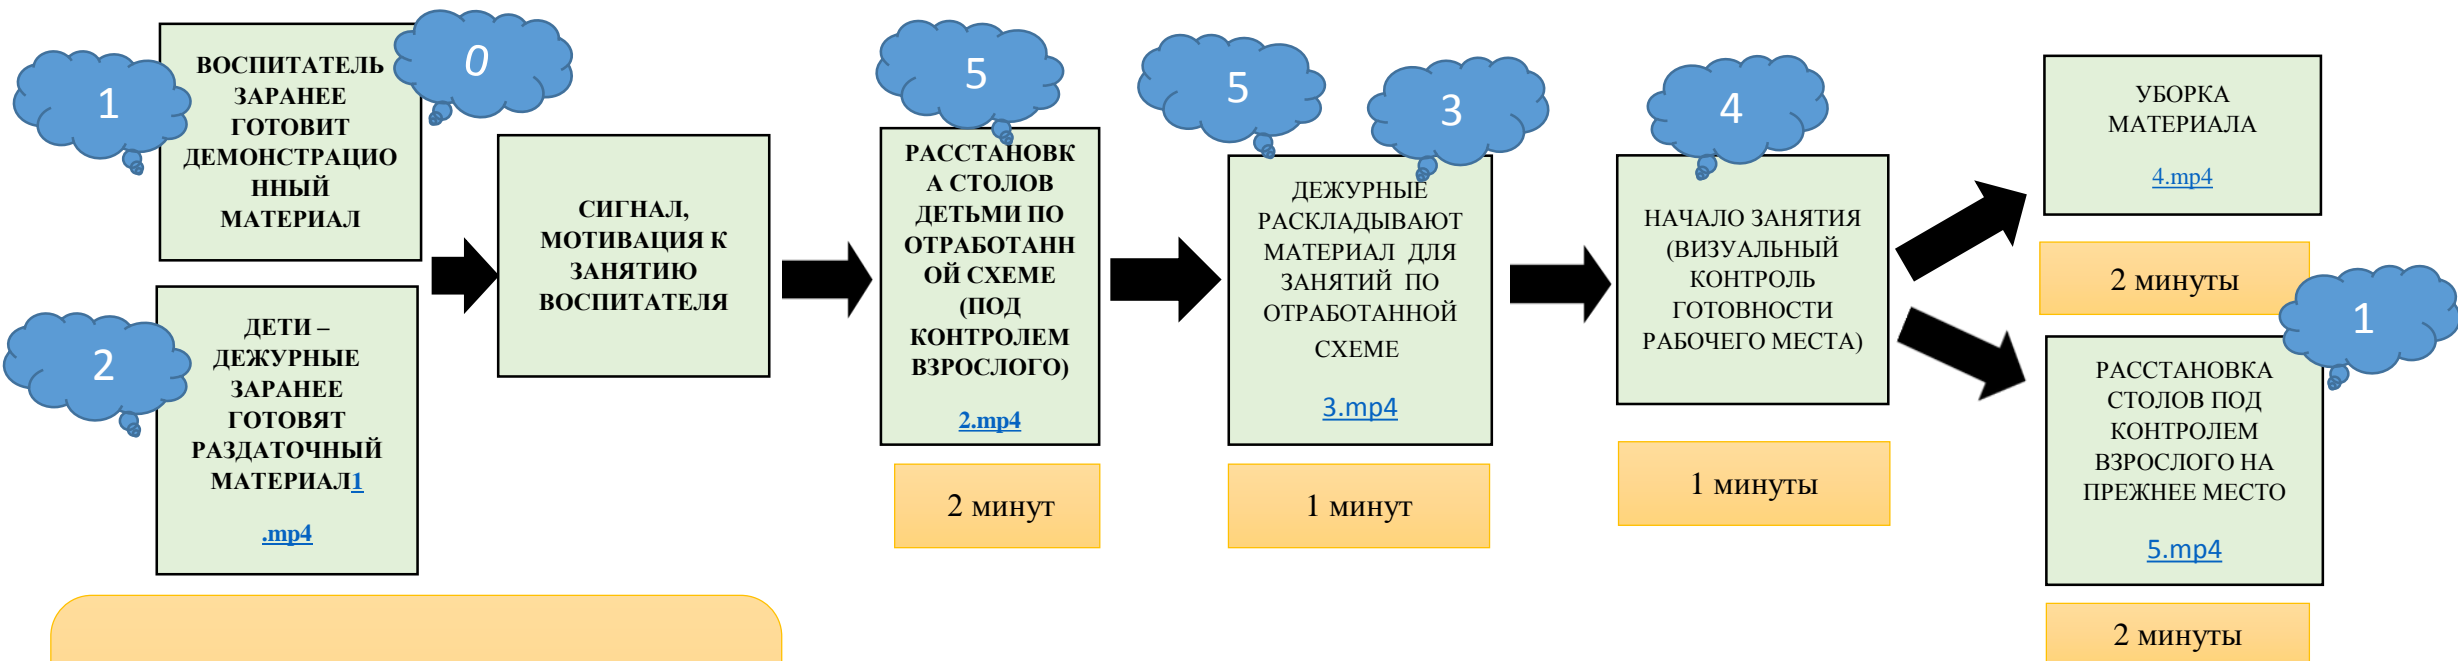 1
ВОСПИТАТЕЛЬ
ЗАРАНЕЕ
ГОТОВИТ
ДЕМОНСТРАЦИО
ННЫЙ
МАТЕРИАЛ
0
2
ДЕТИ –
ДЕЖУРНЫЕ
ЗАРАНЕЕ
ГОТОВЯТ
РАЗДАТОЧНЫЙ
МАТЕРИАЛ1
.mp4
СИГНАЛ,
МОТИВАЦИЯ К
ЗАНЯТИЮ
ВОСПИТАТЕЛЯ
5
РАССТАНОВК
А СТОЛОВ
ДЕТЬМИ ПО
ОТРАБОТАНН
ОЙ СХЕМЕ
(ПОД
КОНТРОЛЕМ
ВЗРОСЛОГО)
2.mp4
2 минут
5
3
ДЕЖУРНЫЕ
РАСКЛАДЫВАЮТ
МАТЕРИАЛ ДЛЯ
ЗАНЯТИЙ ПО
ОТРАБОТАННОЙ
СХЕМЕ
3.mp4
1 минут
4
НАЧАЛО ЗАНЯТИЯ
(ВИЗУАЛЬНЫЙ
КОНТРОЛЬ
ГОТОВНОСТИ
РАБОЧЕГО МЕСТА)
1 минуты
УБОРКА
МАТЕРИАЛА
4.mp4
2 минуты
1
РАССТАНОВКА
СТОЛОВ ПОД
КОНТРОЛЕМ
ВЗРОСЛОГО НА
ПРЕЖНЕЕ МЕСТО
5.mp4
2 минуты